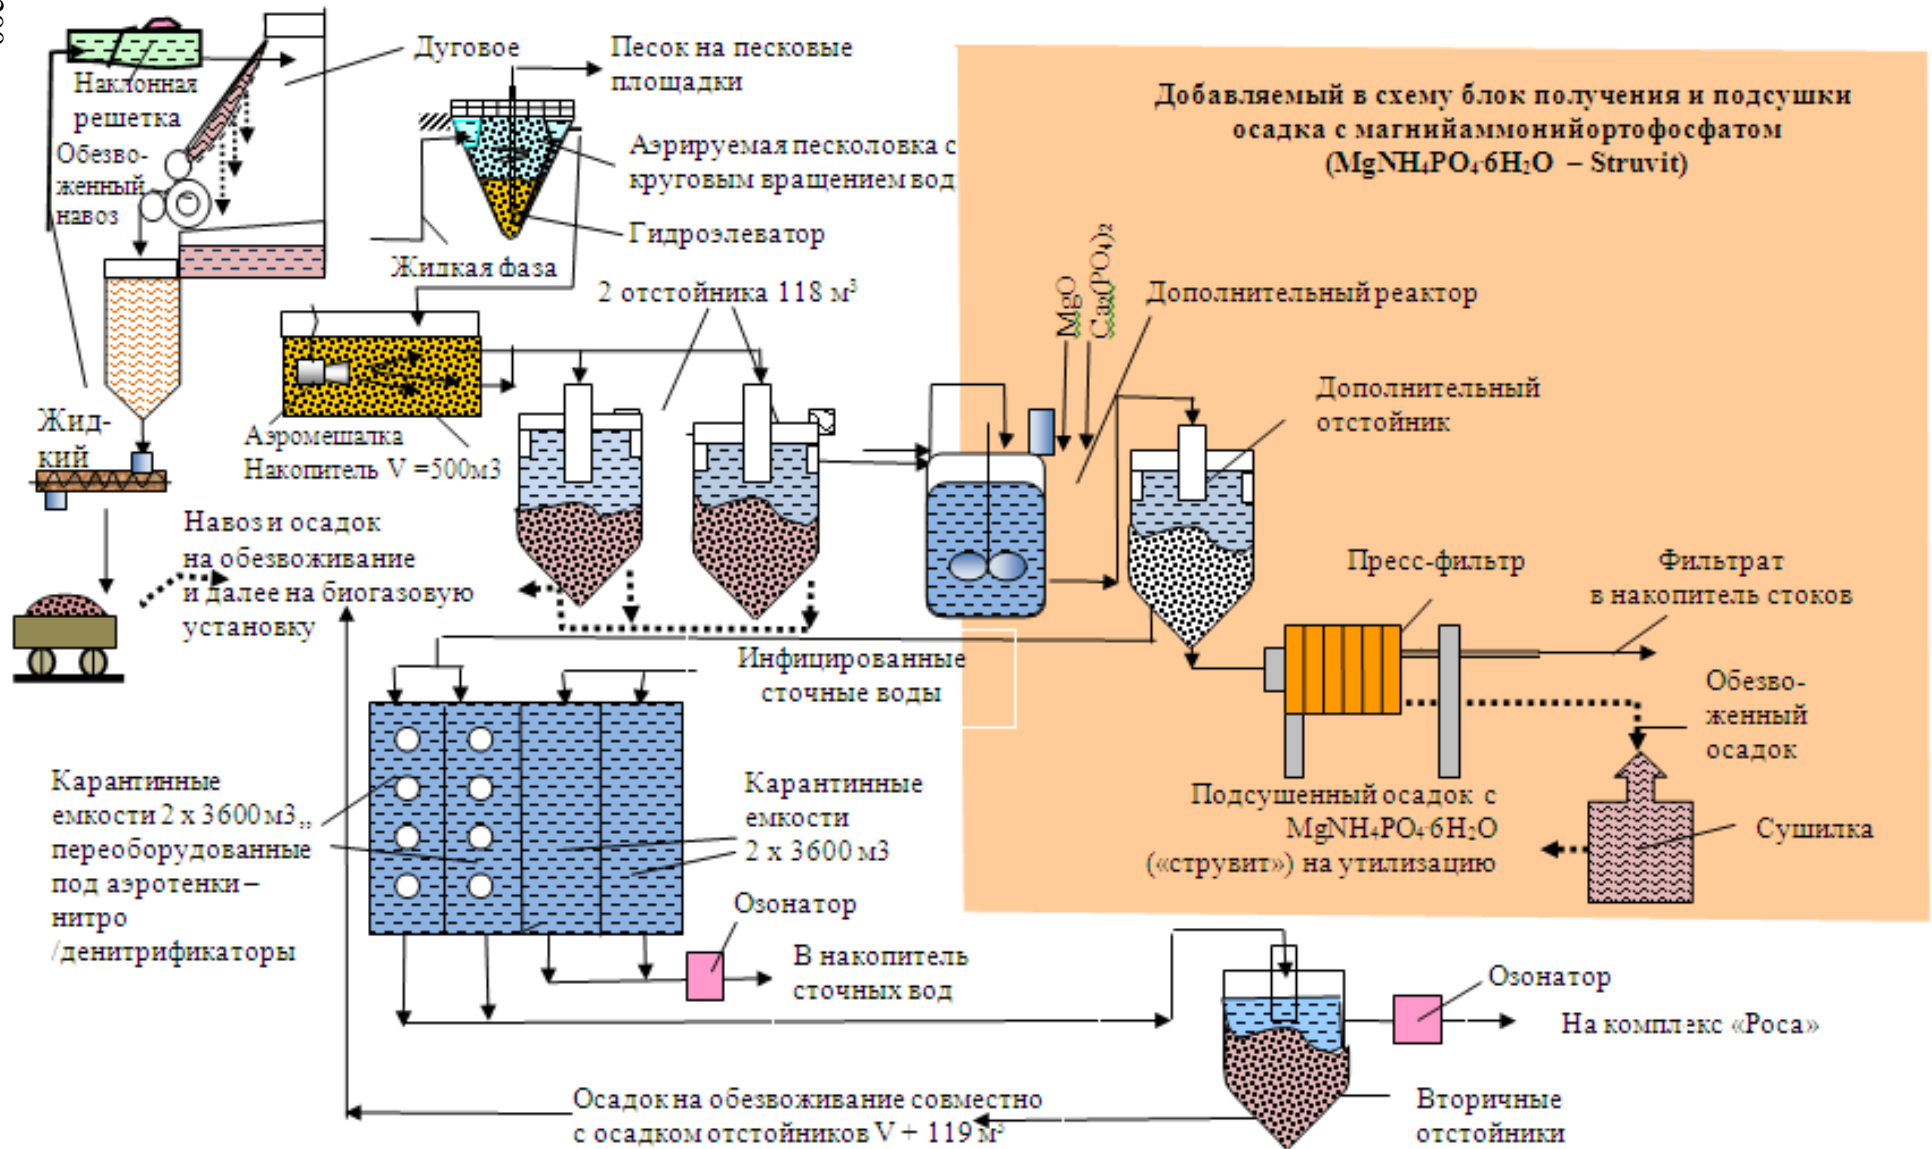 Дуговое
Наклонная
решетка
Обезво-
женный
навоз
Песок на песковые
площадки
Аэрируемая песколовка с
круговым вращением вод
Гидроэлеватор
Жидкая фаза
2 отстойника 118 м³
Добавляемый в схему блок получения и подсушки
осадка с магнийаммонийортофосфатом
(MgNH₄PO₄·6H₂O – Struvit)
MgO
Ca₃(PO₄)₂
Дополнительный реактор
Дополнительный
отстойник
Жид-
кий
Аэромешалка
Накопитель V =500м3
Навоз и осадок
на обезвоживание
и далее на биогазовую
установку
Пресс-фильтр
Фильтрат
в накопитель стоков
Инфицированные
сточные воды
Обезво-
женный
осадок
Карантинные
емкости 2 х 3600 м3,,
переоборудованные
под аэротенки –
нитро
/денитрификаторы
Карантинные
емкости
2 х 3600 м3
Подсушенный осадок с
MgNH₄PO₄·6H₂O
(«струвит») на утилизацию
Сушилка
Озонатор
В накопитель
сточных вод
Озонатор
На комплекс «Роса»
Осадок на обезвоживание совместно
с осадком отстойников V + 119 м³
Вторичные
отстойники